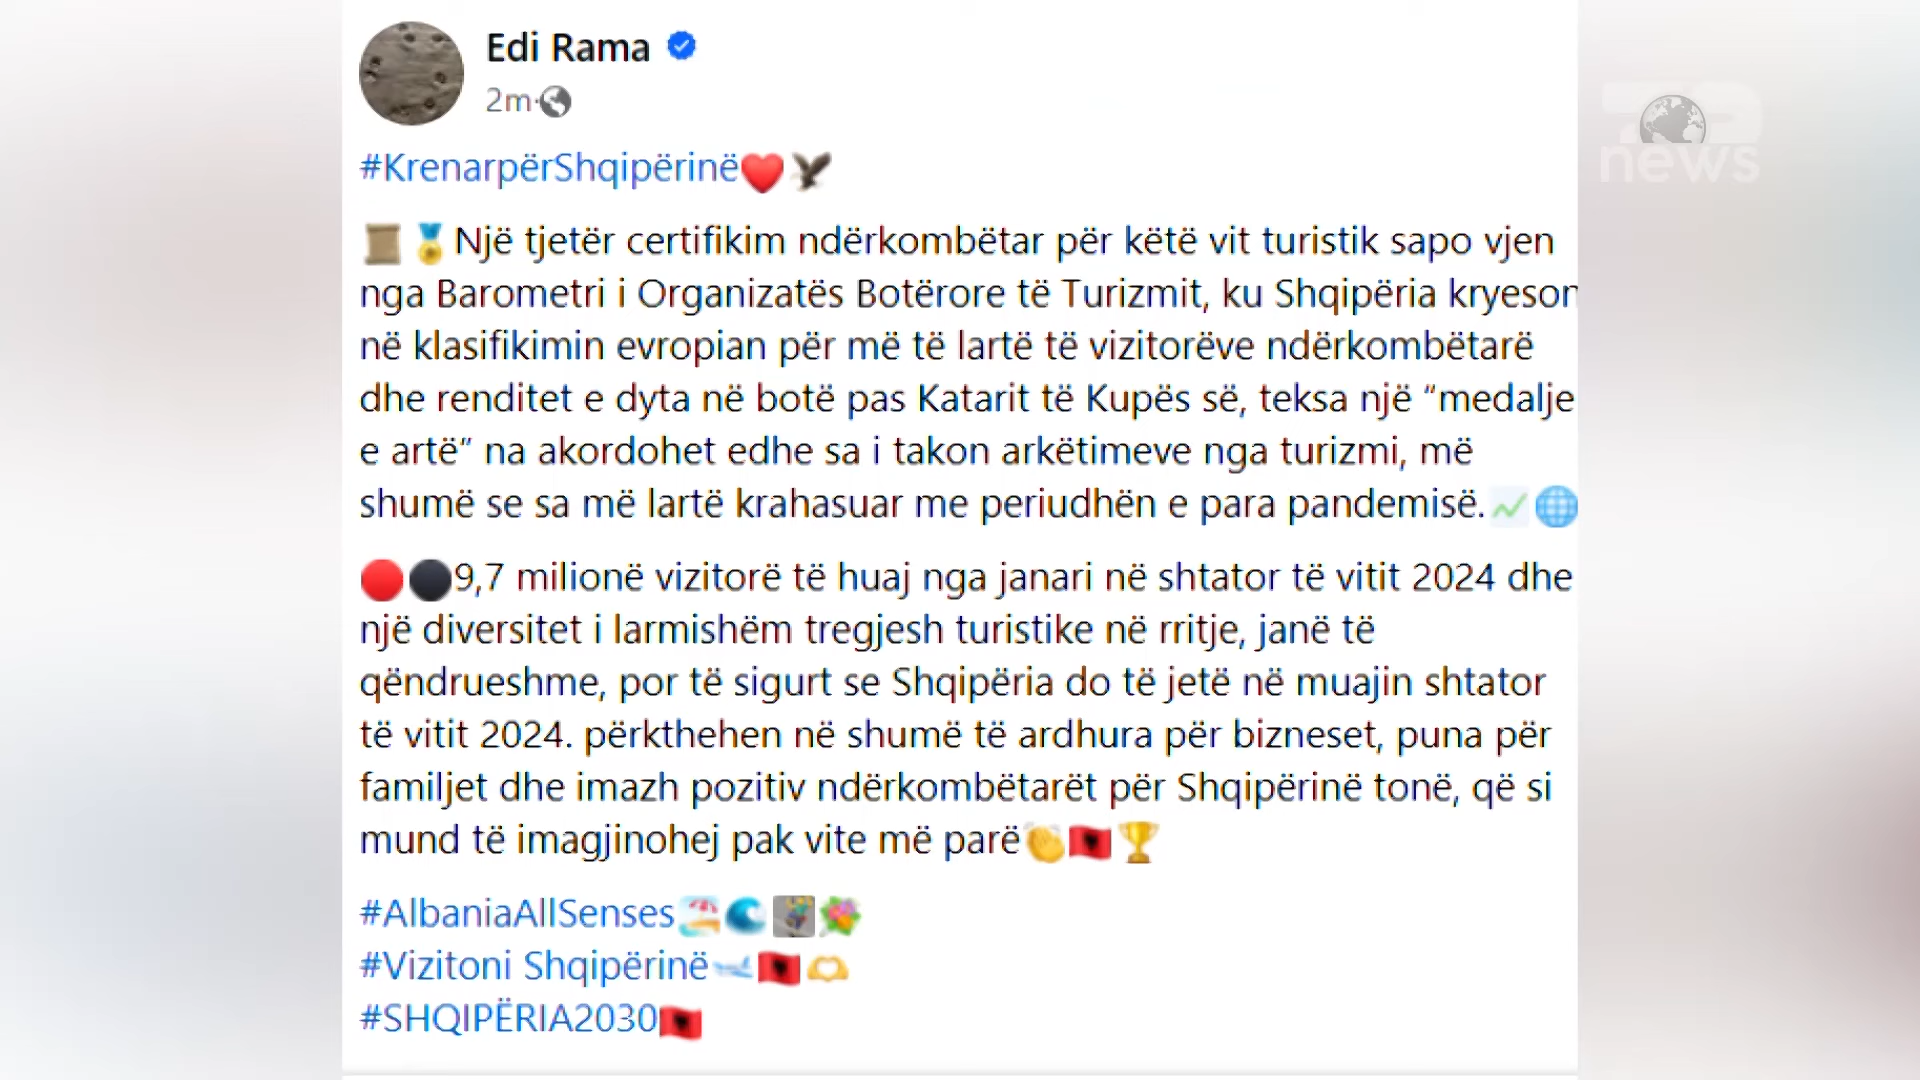 Edi Rama
2m
#KrenarpërShqipërinë
Një tjetër certifikim ndërkombëtar për këtë vit turistik sapo vjen
nga Barometri i Organizatës Botërore të Turizmit, ku Shqipëria kryeson
në klasifikimin evropian për më të lartë të vizitorëve ndërkombëtarë
dhe renditet e dyta në botë pas Katarit të Kupës së, teksa një “medalje
e artë” na akordohet edhe sa i takon arkëtimeve nga turizmi, më
shumë se sa më lartë krahasuar me periudhën e para pandemisë.
9,7 milionë vizitorë të huaj nga janari në shtator të vitit 2024 dhe
një diversitet i larmishëm tregjesh turistike në rritje, janë të
qëndrueshme, por të sigurt se Shqipëria do të jetë në muajin shtator
të vitit 2024. përkthehen në shumë të ardhura për bizneset, puna për
familjet dhe imazh pozitiv ndërkombëtarët për Shqipërinë tonë, që si
mund të imagjinohej pak vite më parë
#AlbaniaAllSenses
#Vizitoni Shqipërinë
#SHQIPËRIA2030
news